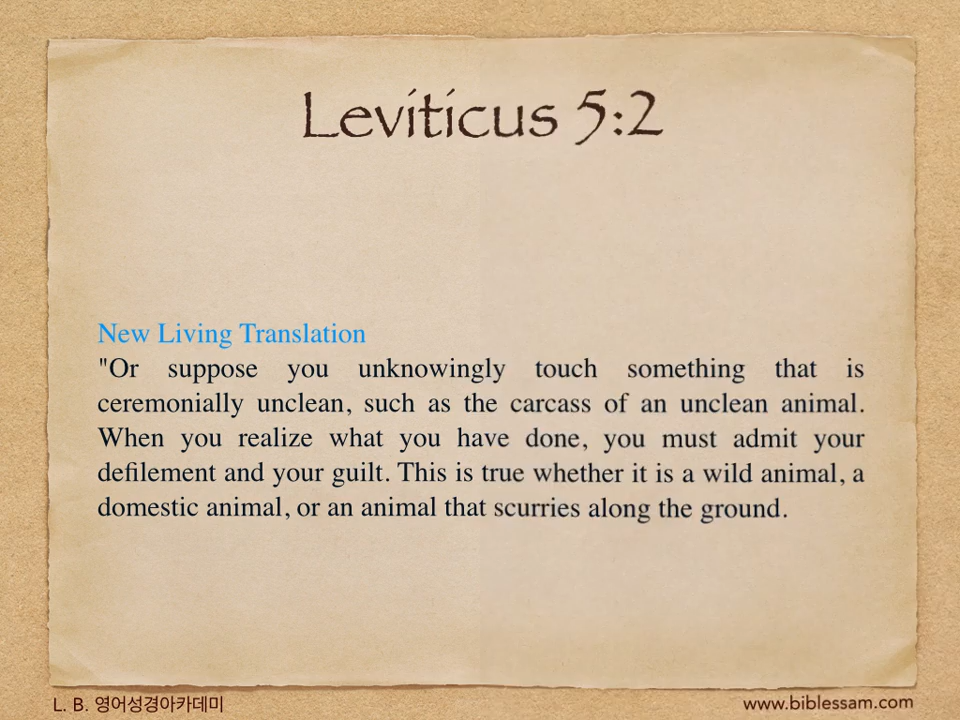 Leviticus 5:2
New Living Translation
"Or suppose you unknowingly touch something that is
ceremonially unclean, such as the carcass of an unclean animal.
When you realize what you have done, you must admit your
defilement and your guilt. This is true whether it is a wild animal, a
domestic animal, or an animal that scurries along the ground.
L. B. 영어성경아카데미
www.biblessam.com